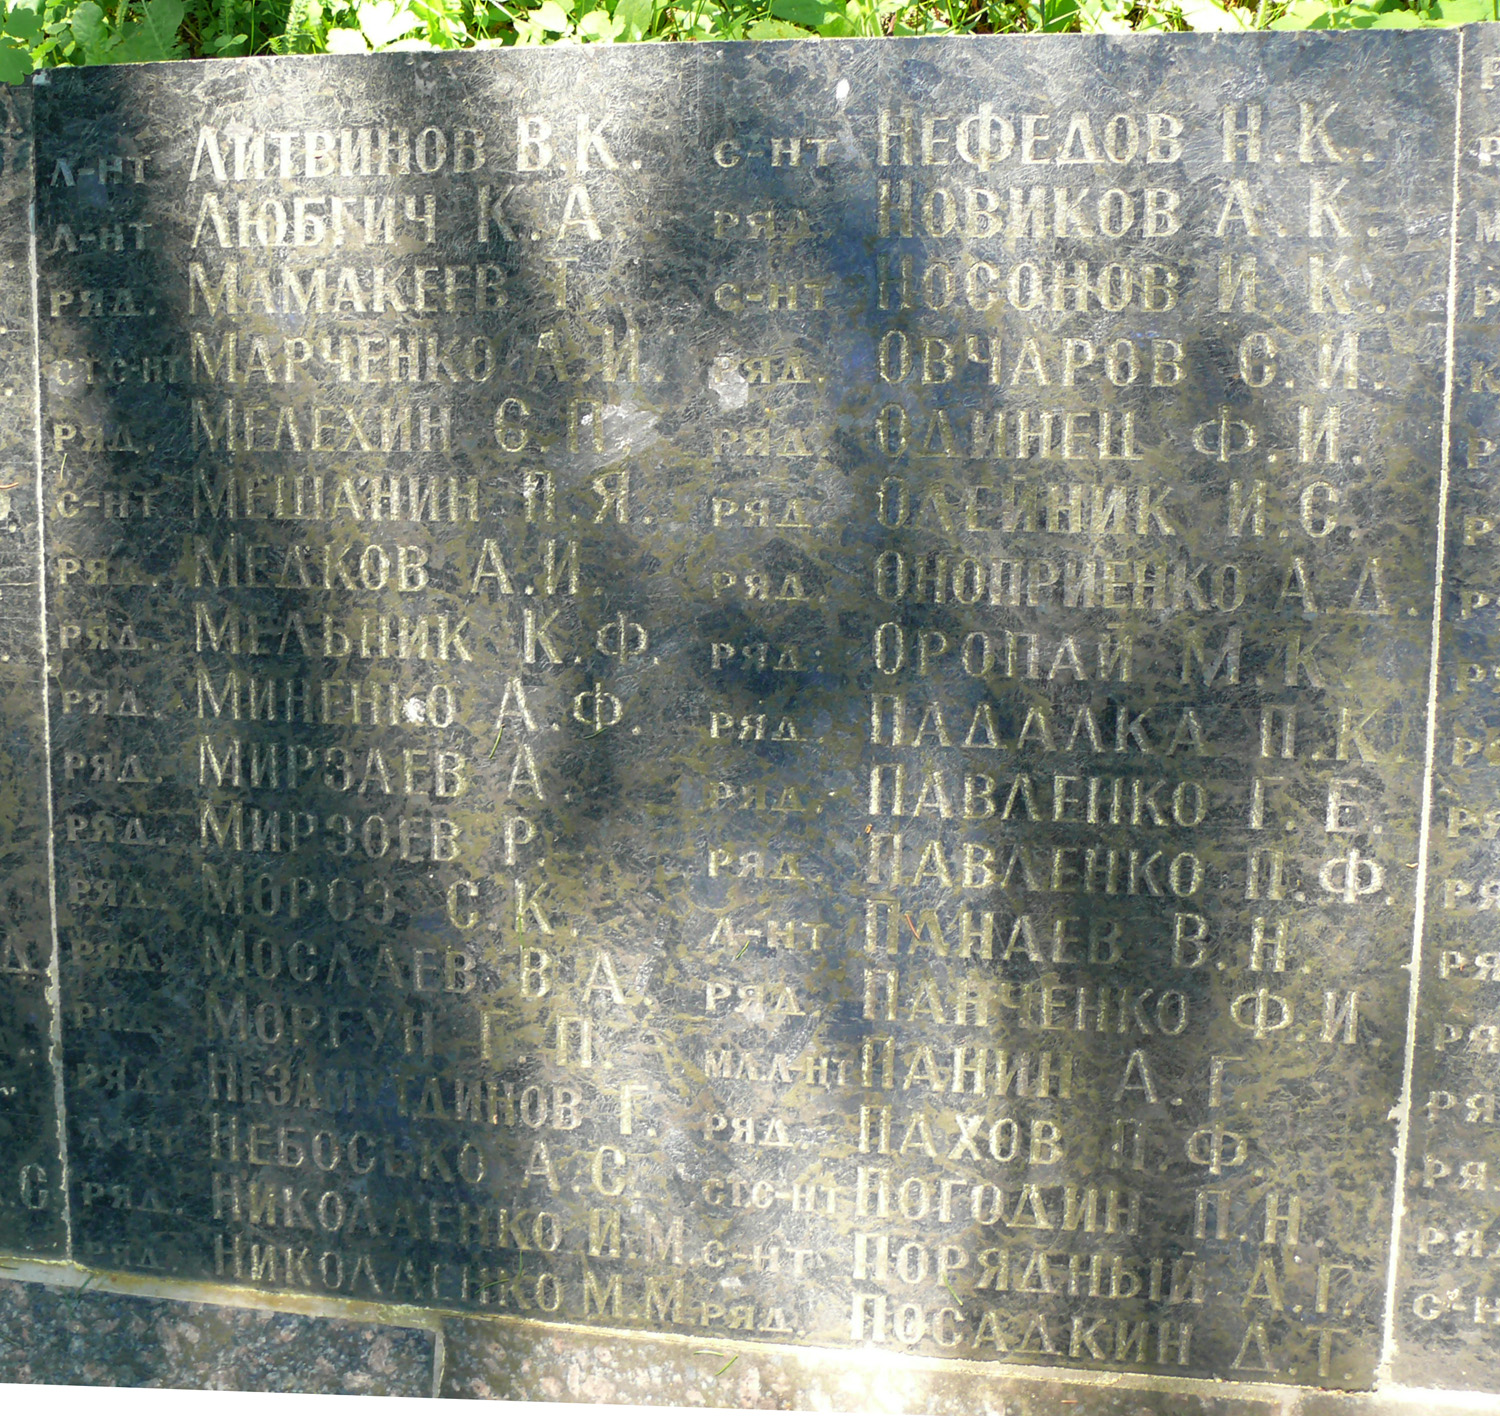 Л-НТ ЛИТВИНОВ В.К.
Л-НТ ЛЮБГИЧ К.А.
РЯД. МАМАКЕЕВ Т.
СТ С-НТ МАРЧЕНКО А.И.
РЯД. МЕЛЕХИН С.П.
С-НТ МЕШАНИН П.Я.
РЯД. МЕЛКОВ А.И.
РЯД. МЕЛЬНИК К.Ф.
РЯД. МИНЕНКО А.Ф.
РЯД. МИРЗАЕВ А.
РЯД. МИРЗОЕВ Р.
РЯД. МОРОЗ С.К.
РЯД. МОСЛАЕВ В.А.
РЯД. МОРГУН Г.П.
РЯД. НЕЗАМУТДИНОВ Г.
Л-НТ НЕБОСЬКО А.С.
РЯД. НИКОЛАЕНКО И.М.
РЯД. НИКОЛАЕНКО М.М.
С-НТ НЕФЕДОВ Н.К.
РЯД. НОВИКОВ А.К.
С-НТ НОСОНОВ И.К.
РЯД. ОВЧАРОВ С.И.
РЯД. ОДИНЕЦ Ф.И.
РЯД. ОЛЕЙНИК И.С.
РЯД. ОНОПРИЕНКО А.Д.
РЯД. ОРОПАЙ М.К.
РЯД. ПАДАЛКА П.К.
РЯД. ПАВЛЕНКО Г.Е.
РЯД. ПАВЛЕНКО П.Ф.
Л-НТ ПАНАЕВ В.Н.
РЯД. ПАНЧЕНКО Ф.И.
МЛ.Л-НТ ПАНИН А.Г.
РЯД. ПАХОВ П.Ф.
СТ С-НТ ПОГОДИН П.Н.
С-НТ ПОРЯДНЫЙ А.Г.
РЯД. ПОСАДКИН Д.Т.